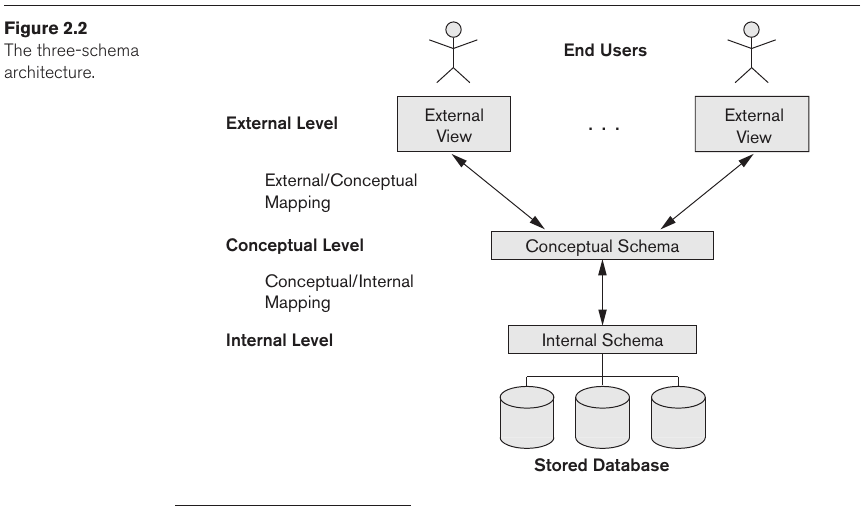 Figure 2.2
The three-schema
architecture.
End Users
External Level
External
View
. . .
External
View
External/Conceptual
Mapping
Conceptual Level
Conceptual Schema
Conceptual/Internal
Mapping
Internal Level
Internal Schema
Stored Database